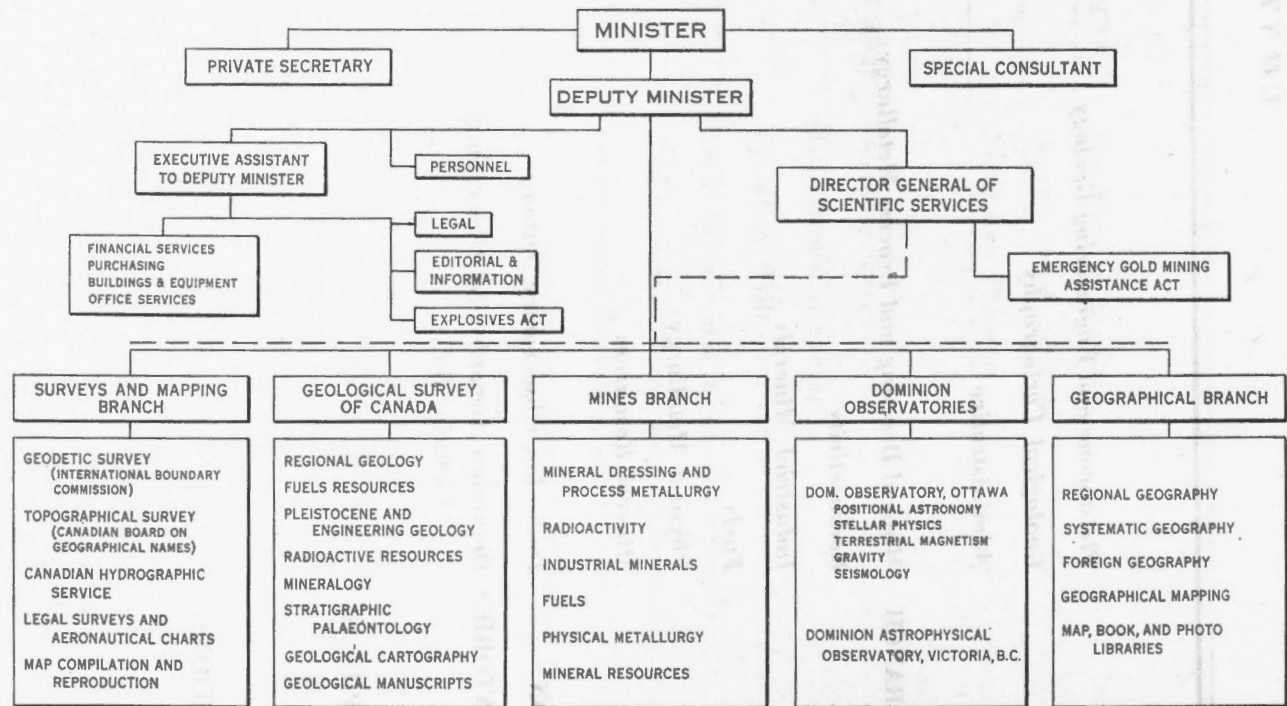 MINISTER
PRIVATE SECRETARY
SPECIAL CONSULTANT
DEPUTY MINISTER
EXECUTIVE ASSISTANT
TO DEPUTY MINISTER
PERSONNEL
DIRECTOR GENERAL OF
SCIENTIFIC SERVICES
LEGAL
FINANCIAL SERVICES
PURCHASING
BUILDINGS & EQUIPMENT
OFFICE SERVICES
EDITORIAL &
INFORMATION
EXPLOSIVES ACT
EMERGENCY GOLD MINING
ASSISTANCE ACT
SURVEYS AND MAPPING
BRANCH
GEODETIC SURVEY
(INTERNATIONAL BOUNDARY
COMMISSION)
TOPOGRAPHICAL SURVEY
(CANADIAN BOARD ON
GEOGRAPHICAL NAMES)
CANADIAN HYDROGRAPHIC
SERVICE
LEGAL SURVEYS AND
AERONAUTICAL CHARTS
MAP COMPILATION AND
REPRODUCTION
GEOLOGICAL SURVEY
OF CANADA
REGIONAL GEOLOGY
FUELS RESOURCES
PLEISTOCENE AND
ENGINEERING GEOLOGY
RADIOACTIVE RESOURCES
MINERALOGY
STRATIGRAPHIC
PALAEONTOLOGY
GEOLOGICAL CARTOGRAPHY
GEOLOGICAL MANUSCRIPTS
MINES BRANCH
MINERAL DRESSING AND
PROCESS METALLURGY
RADIOACTIVITY
INDUSTRIAL MINERALS
FUELS
PHYSICAL METALLURGY
MINERAL RESOURCES
DOMINION
OBSERVATORIES
DOM. OBSERVATORY, OTTAWA
POSITIONAL ASTRONOMY
STELLAR PHYSICS
TERRESTRIAL MAGNETISM
GRAVITY
SEISMOLOGY
DOMINION ASTROPHYSICAL
OBSERVATORY, VICTORIA, B.C.
GEOGRAPHICAL BRANCH
REGIONAL GEOGRAPHY
SYSTEMATIC GEOGRAPHY
FOREIGN GEOGRAPHY
GEOGRAPHICAL MAPPING
MAP, BOOK, AND PHOTO
LIBRARIES